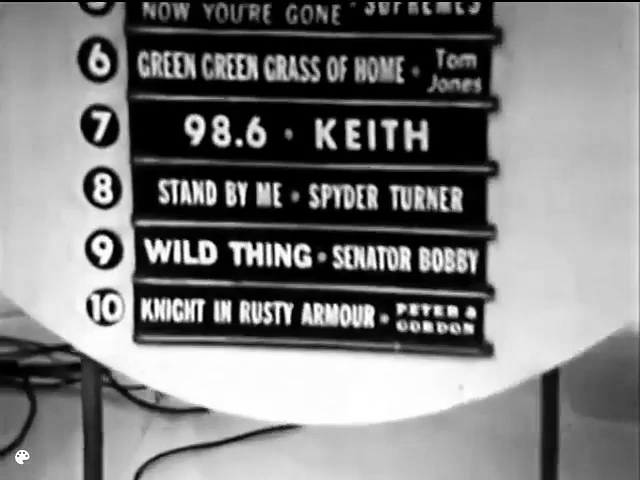 NOW YOU'RE GONE · SUPREMES
6 GREEN GREEN GRASS OF HOME · Tom Jones
7 98.6 · KEITH
8 STAND BY ME · SPYDER TURNER
9 WILD THING · SENATOR BOBBY
10 KNIGHT IN RUSTY ARMOUR · PETER & GORDON